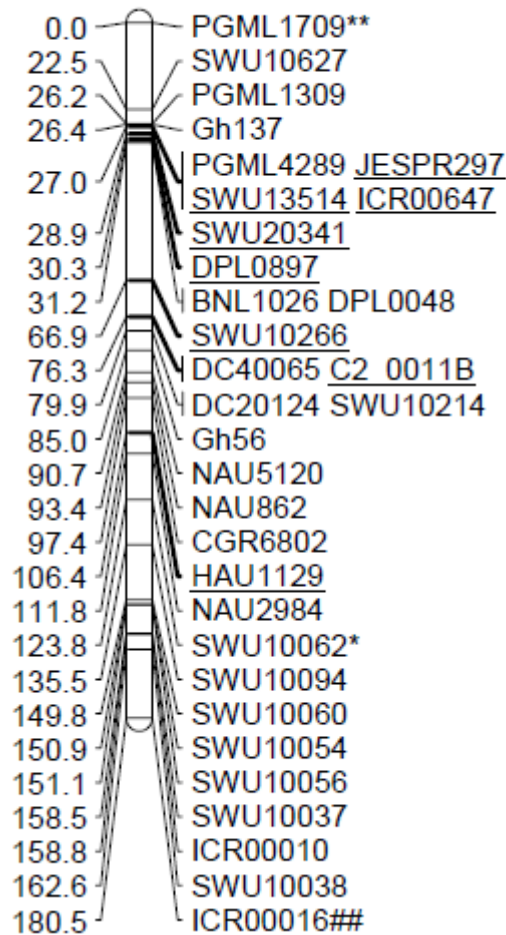 0.0 PGML1709**
22.5 SWU10627
26.2 PGML1309
26.4 Gh137
27.0 PGML4289 JESPR297
SWU13514 ICR00647
28.9 SWU20341
30.3 DPL0897
31.2 BNL1026 DPL0048
66.9 SWU10266
76.3 DC40065 C2_0011B
79.9 DC20124 SWU10214
85.0 Gh56
90.7 NAU5120
93.4 NAU862
97.4 CGR6802
106.4 HAU1129
111.8 NAU2984
123.8 SWU10062*
135.5 SWU10094
149.8 SWU10060
150.9 SWU10054
151.1 SWU10056
158.5 SWU10037
158.8 ICR00010
162.6 SWU10038
180.5 ICR00016##